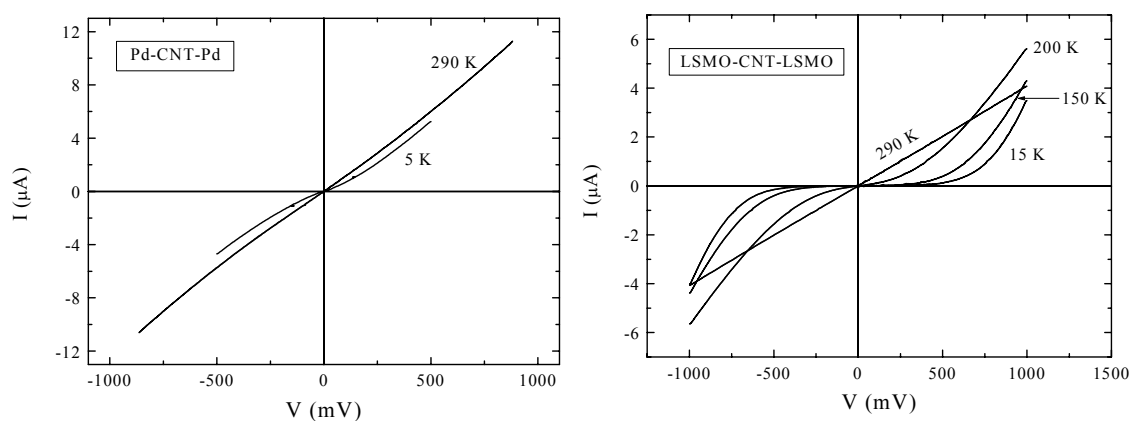 Pd-CNT-Pd
290 K
5 K
I (μA)
12
8
4
0
-4
-8
-12
-1000 -500 0 500 1000
V (mV)
LSMO-CNT-LSMO
200 K
150 K
290 K
15 K
I (μA)
6
4
2
0
-2
-4
-6
-1000 -500 0 500 1000 1500
V (mV)